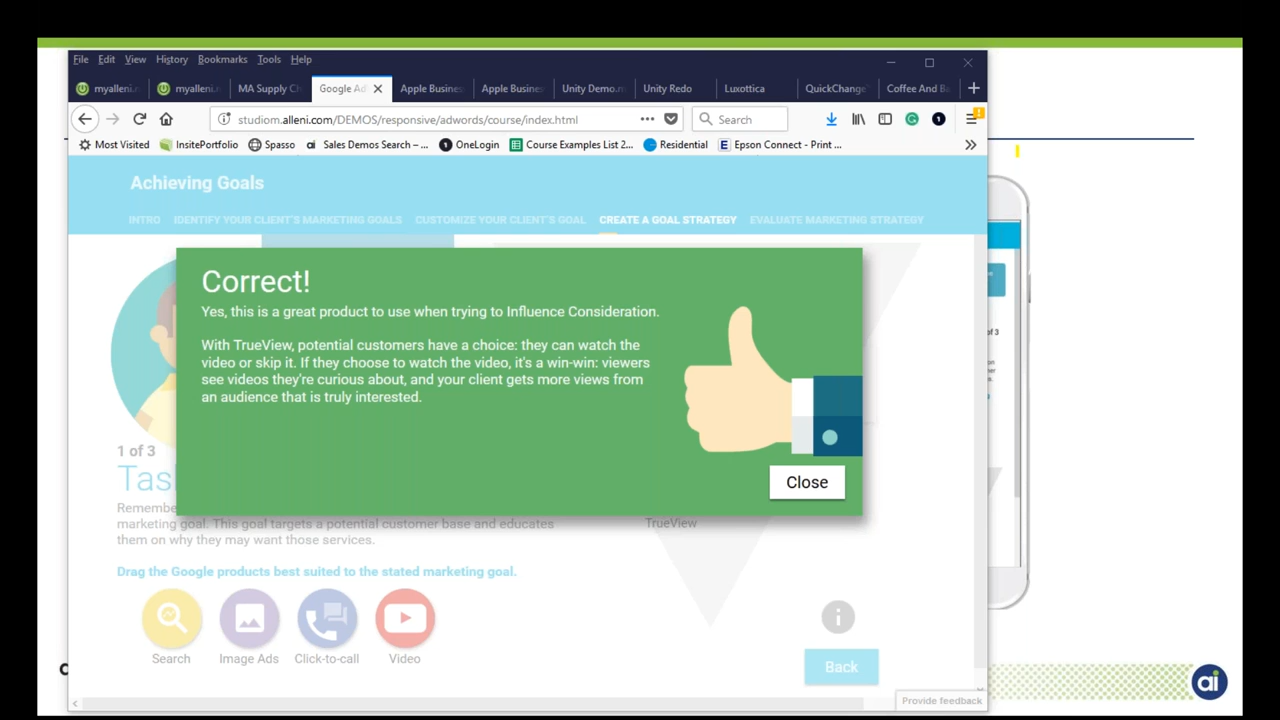 File Edit View History Bookmarks Tools Help
myalleni.
myalleni.
MA Supply Ch
Google Ad
Apple Busines
Apple Busines
Unity Demo.m
Unity Redo
Luxottica
QuickChange
Coffee And Ba
studios.alleni.com/DEMOS/responsive/adwords/course/index.html
Search
Most Visited InsitePortfolio Spasso Sales Demos Search – ... OneLogin Course Examples List 2... Residential Epson Connect - Print ...
Achieving Goals
INTRO IDENTIFY YOUR CLIENT'S MARKETING GOALS CUSTOMIZE YOUR CLIENT'S GOAL CREATE A GOAL STRATEGY EVALUATE MARKETING STRATEGY
Correct!
Yes, this is a great product to use when trying to Influence Consideration.
With TrueView, potential customers have a choice: they can watch the
video or skip it. If they choose to watch the video, it's a win-win: viewers
see videos they're curious about, and your client gets more views from
an audience that is truly interested.
Close
1 of 3
Tas
Remembe
marketing goal. This goal targets a potential customer base and educates
them on why they may want those services.
TrueView
Drag the Google products best suited to the stated marketing goal.
Search
Image Ads
Click-to-call
Video
Back
Provide feedback
of 3
ai